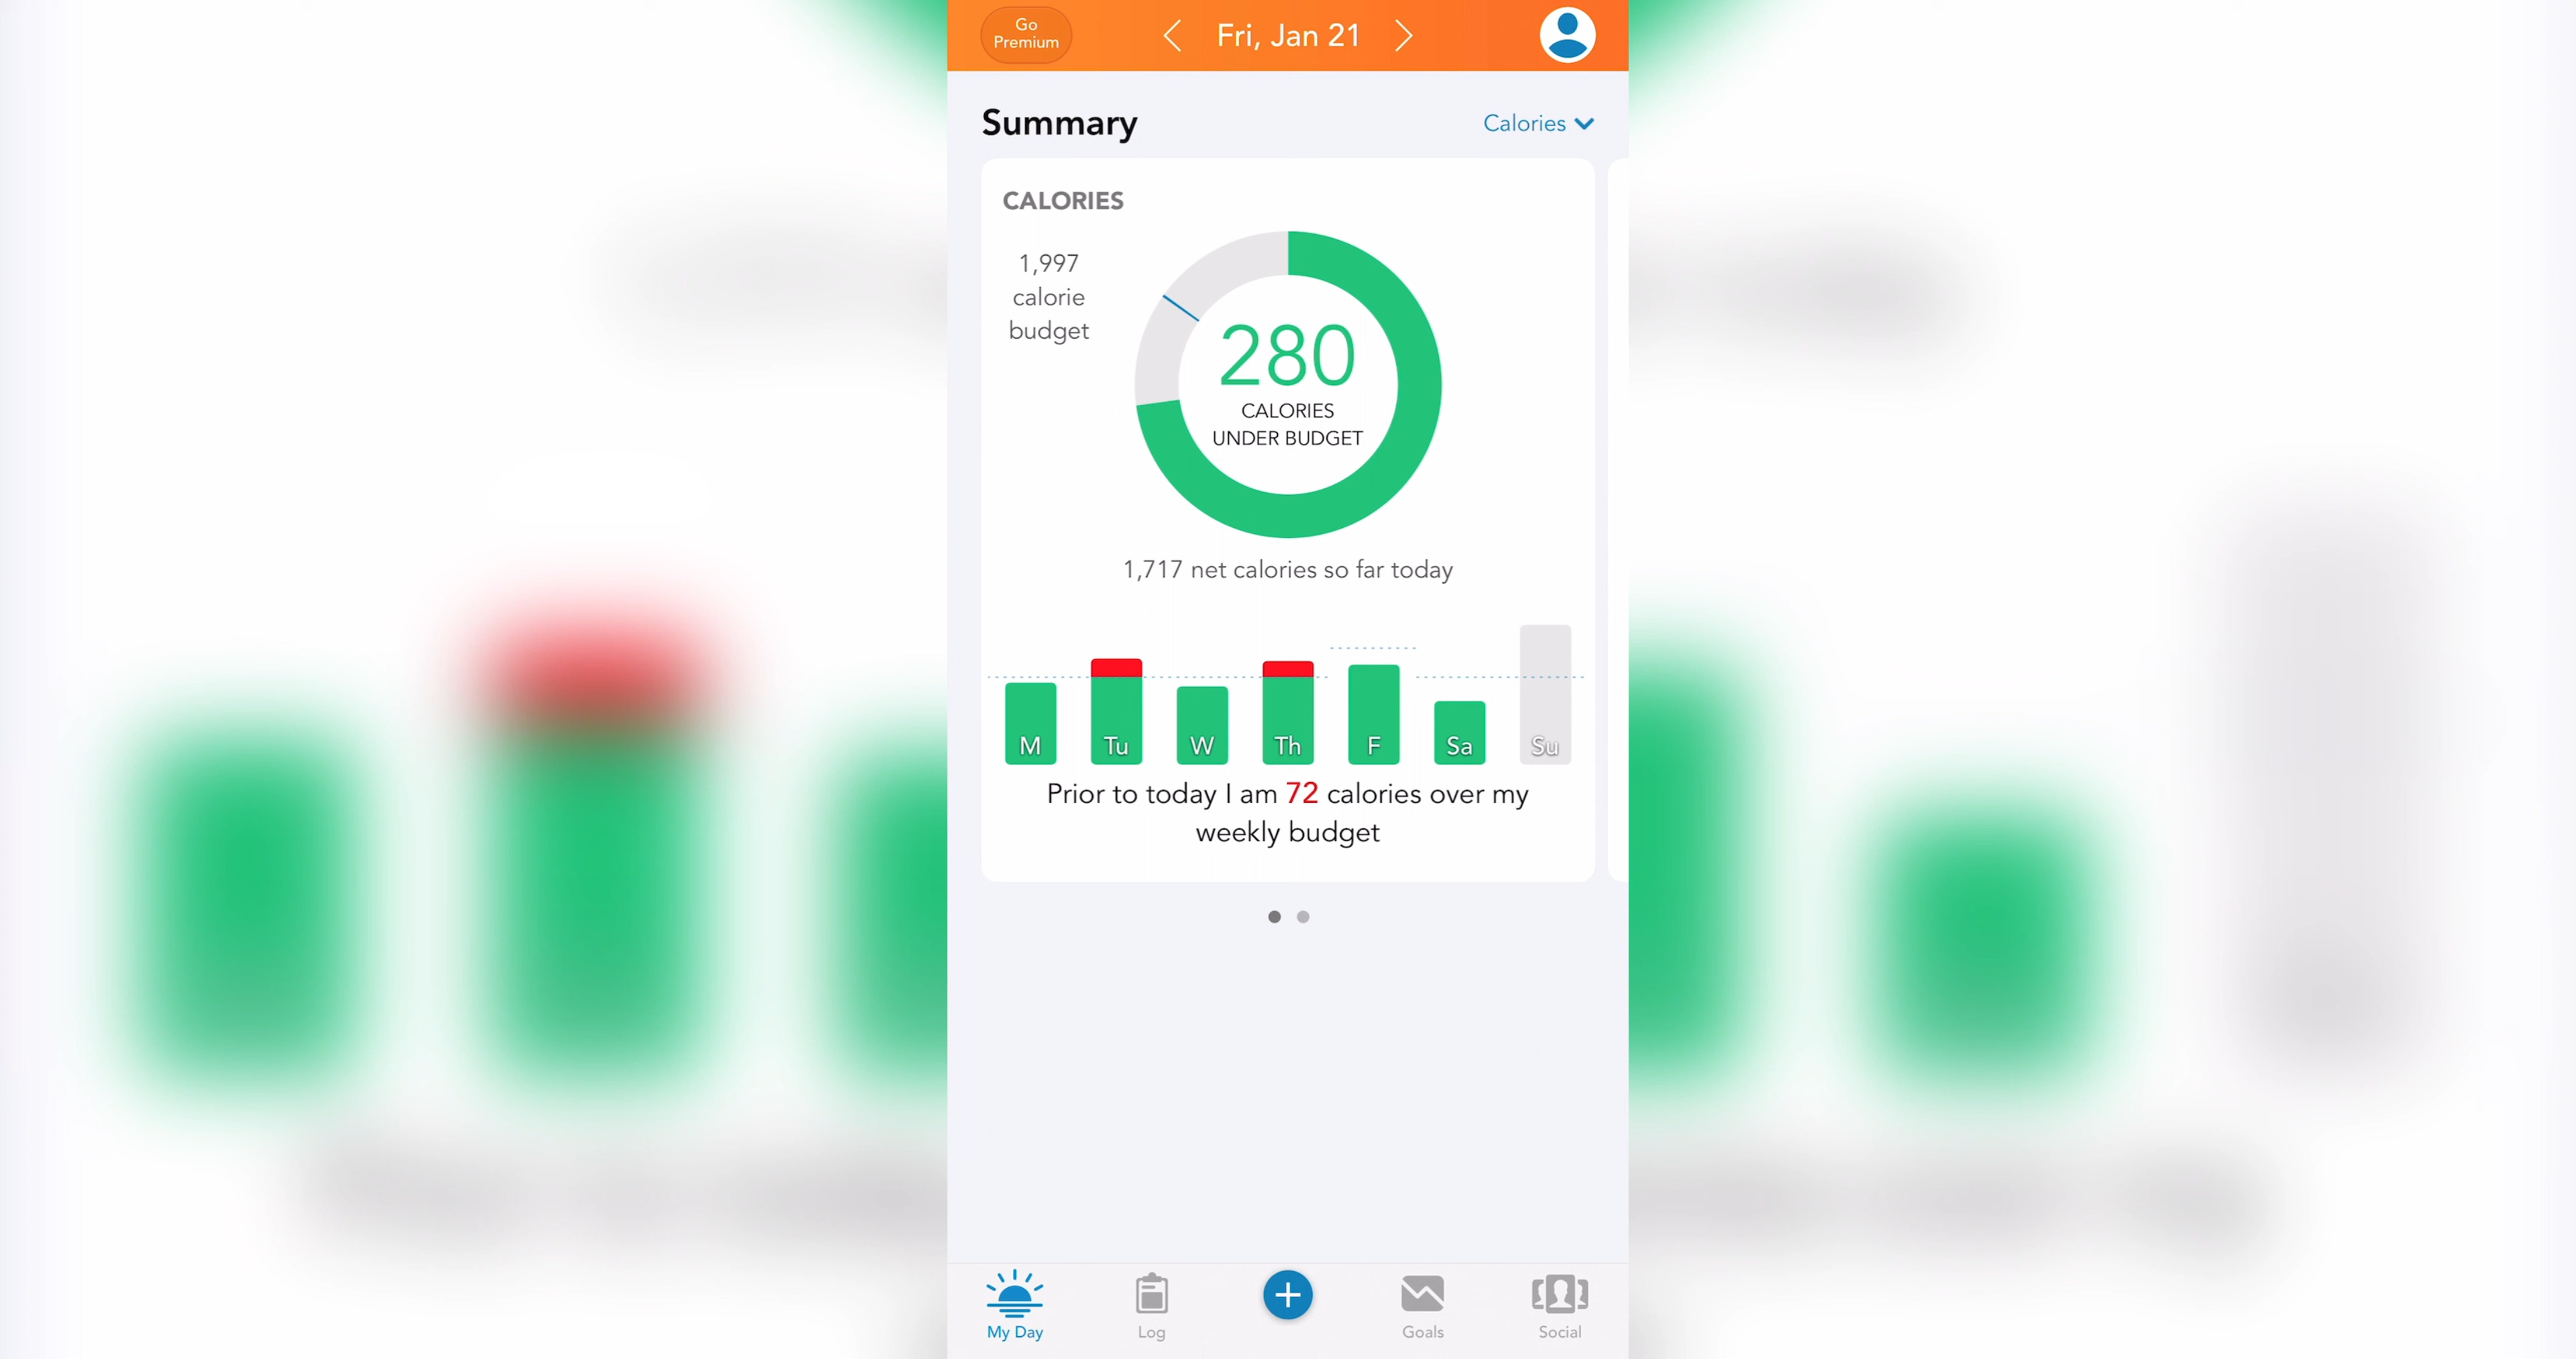 Go
Premium
Fri, Jan 21
Summary
Calories
CALORIES
1,997
calorie
budget
280
CALORIES
UNDER BUDGET
1,717 net calories so far today
M Tu W Th F Sa Su
Prior to today I am 72 calories over my
weekly budget
My Day Log Goals Social